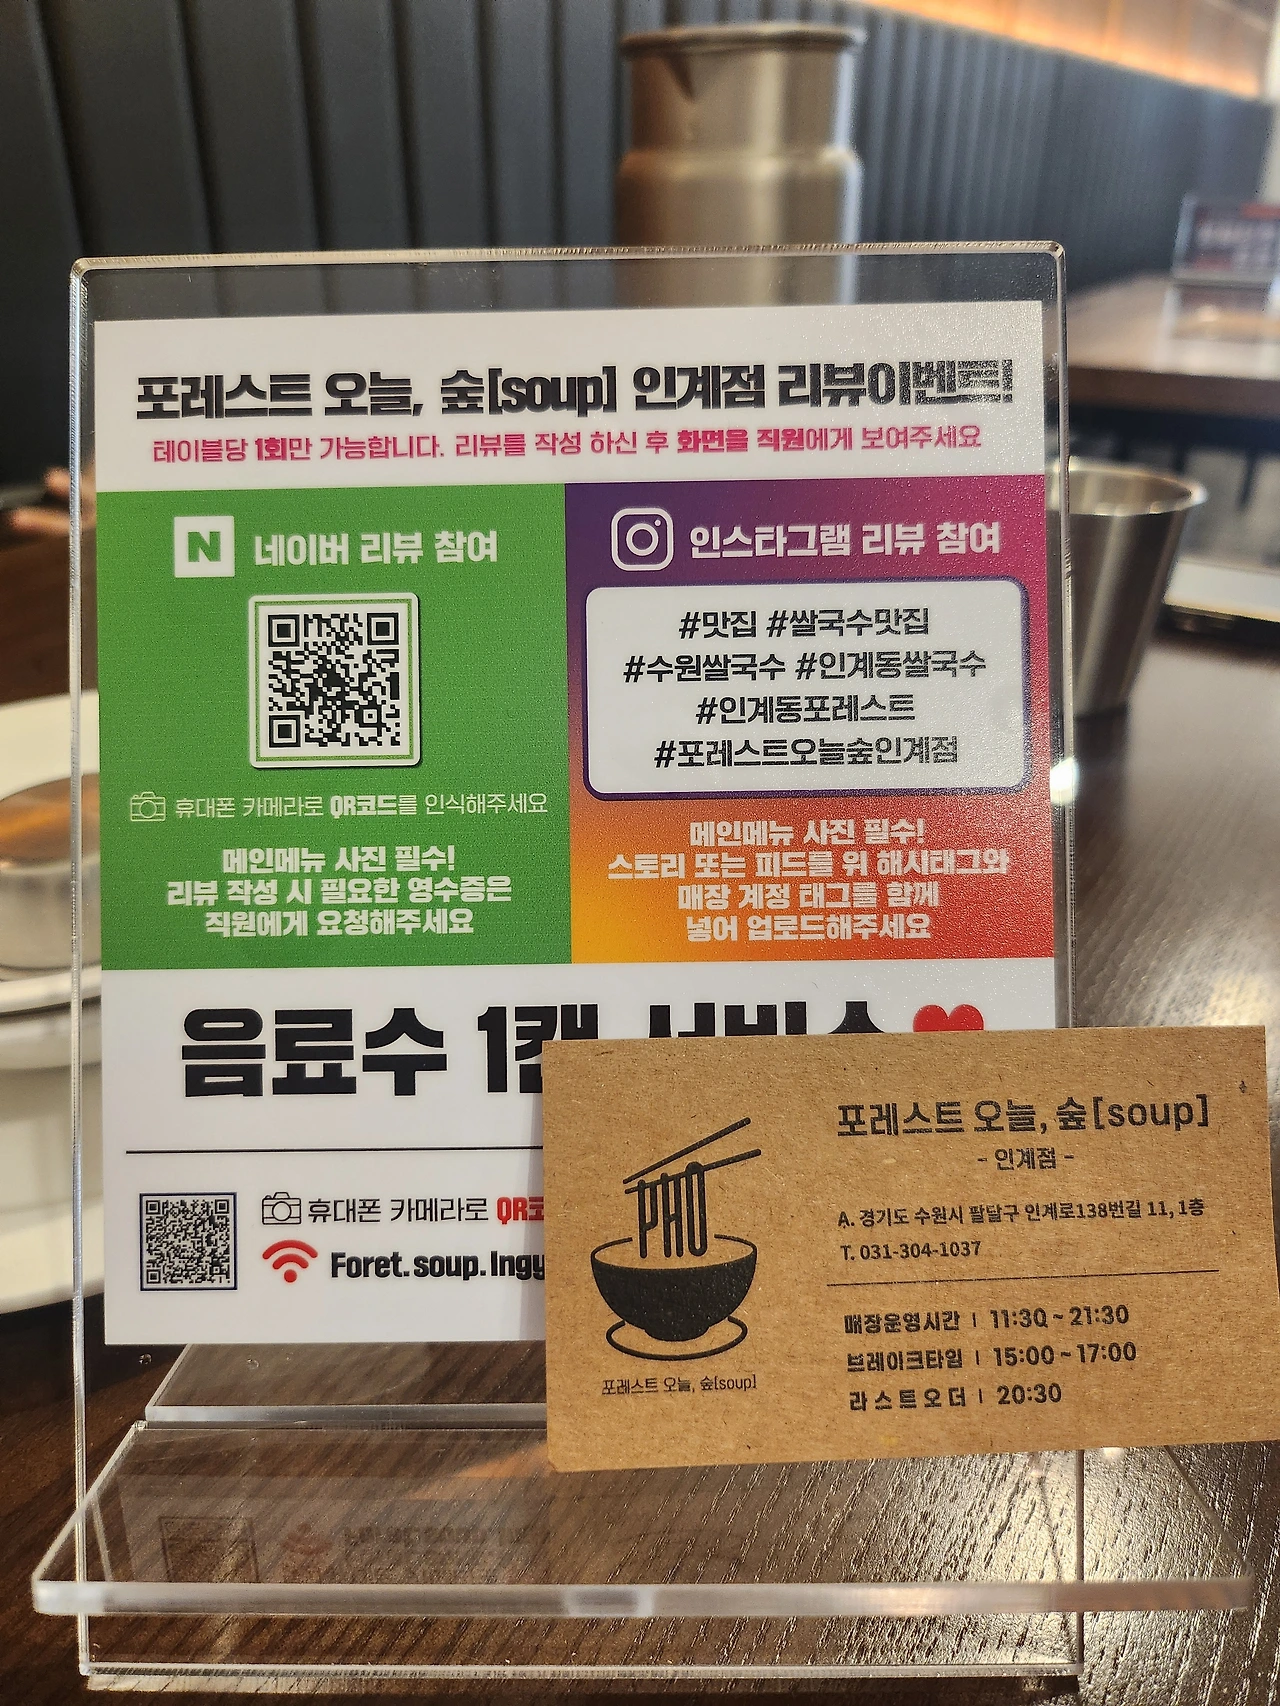 포레스트 오늘, 숲[soup] 인계점 리뷰이벤트!
테이블당 1회만 가능합니다. 리뷰를 작성 하신 후 화면을 직원에게 보여주세요
N 네이버 리뷰 참여
휴대폰 카메라로 QR코드를 인식해주세요
메인메뉴 사진 필수!
리뷰 작성 시 필요한 영수증은
직원에게 요청해주세요
인스타그램 리뷰 참여
#맛집 #쌀국수맛집
#수원쌀국수 #인계동쌀국수
#인계동포레스트
#포레스트오늘숲인계점
메인메뉴 사진 필수!
스토리 또는 피드를 위 해시태그와
매장 계정 태그를 함께
넣어 업로드해주세요
음료수 1캔 서비스
휴대폰 카메라로 QR코
Foret.soup.Ingy
PHO
포레스트 오늘, 숲[soup]
포레스트 오늘, 숲[soup]
- 인계점 -
A. 경기도 수원시 팔달구 인계로138번길 11, 1층
T. 031-304-1037
매장운영시간 | 11:30 ~ 21:30
브레이크타임 | 15:00 ~ 17:00
라스트오더 | 20:30